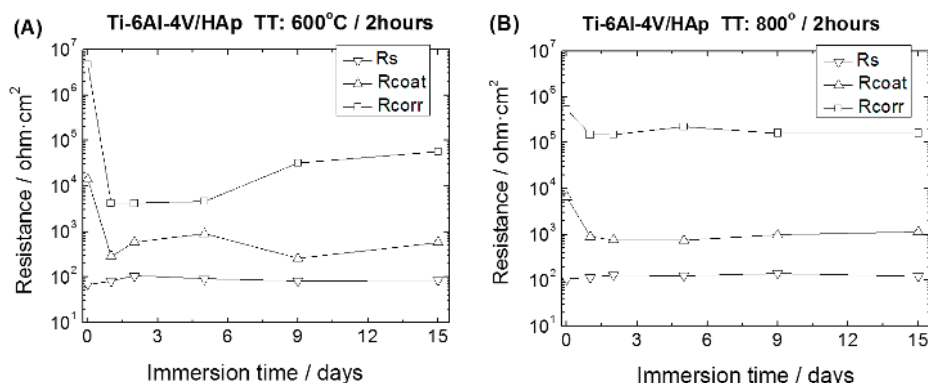 (A)
Ti-6Al-4V/HAp TT: 600°C / 2hours
10⁷
10⁶
10⁵
10⁴
10³
10²
10¹
Resistance / ohm·cm²
Rs
Rcoat
Rcorr
0 3 6 9 12 15
Immersion time / days
(B)
Ti-6Al-4V/HAp TT: 800° / 2hours
10⁷
10⁶
10⁵
10⁴
10³
10²
10¹
Resistance / ohm·cm²
Rs
Rcoat
Rcorr
0 3 6 9 12 15
Immersion time / days